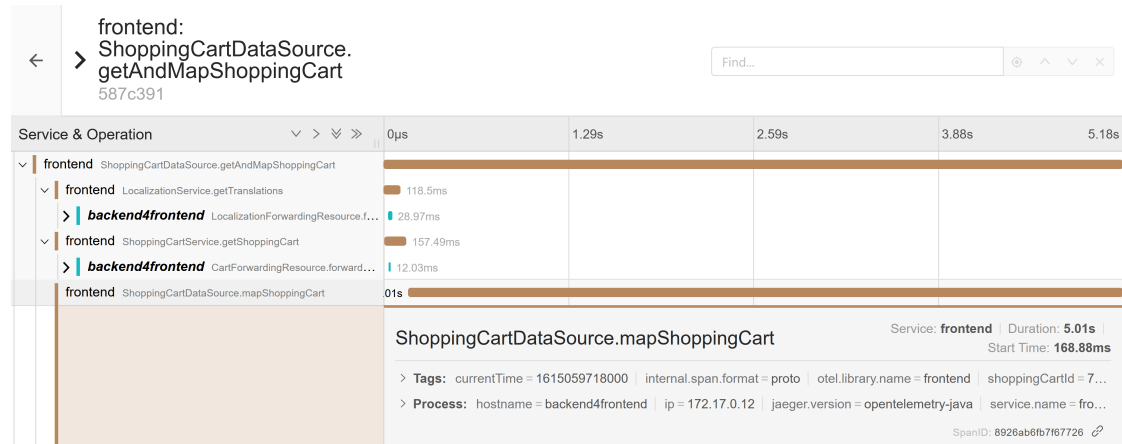 frontend:
ShoppingCartDataSource.
getAndMapShoppingCart
587c391
Find...
Service & Operation
0μs 1.29s 2.59s 3.88s 5.18s
frontend ShoppingCartDataSource.getAndMapShoppingCart
frontend LocalizationService.getTranslations 118.5ms
backend4frontend LocalizationForwardingResource.f... 28.97ms
frontend ShoppingCartService.getShoppingCart 157.49ms
backend4frontend CartForwardingResource.forward... 12.03ms
frontend ShoppingCartDataSource.mapShoppingCart .01s
ShoppingCartDataSource.mapShoppingCart
Service: frontend | Duration: 5.01s |
Start Time: 168.88ms
Tags: currentTime = 1615059718000 | internal.span.format = proto | otel.library.name = frontend | shoppingCartId = 7...
Process: hostname = backend4frontend | ip = 172.17.0.12 | jaeger.version = opentelemetry-java | service.name = fro...
SpanID: 8926ab6fb7f67726